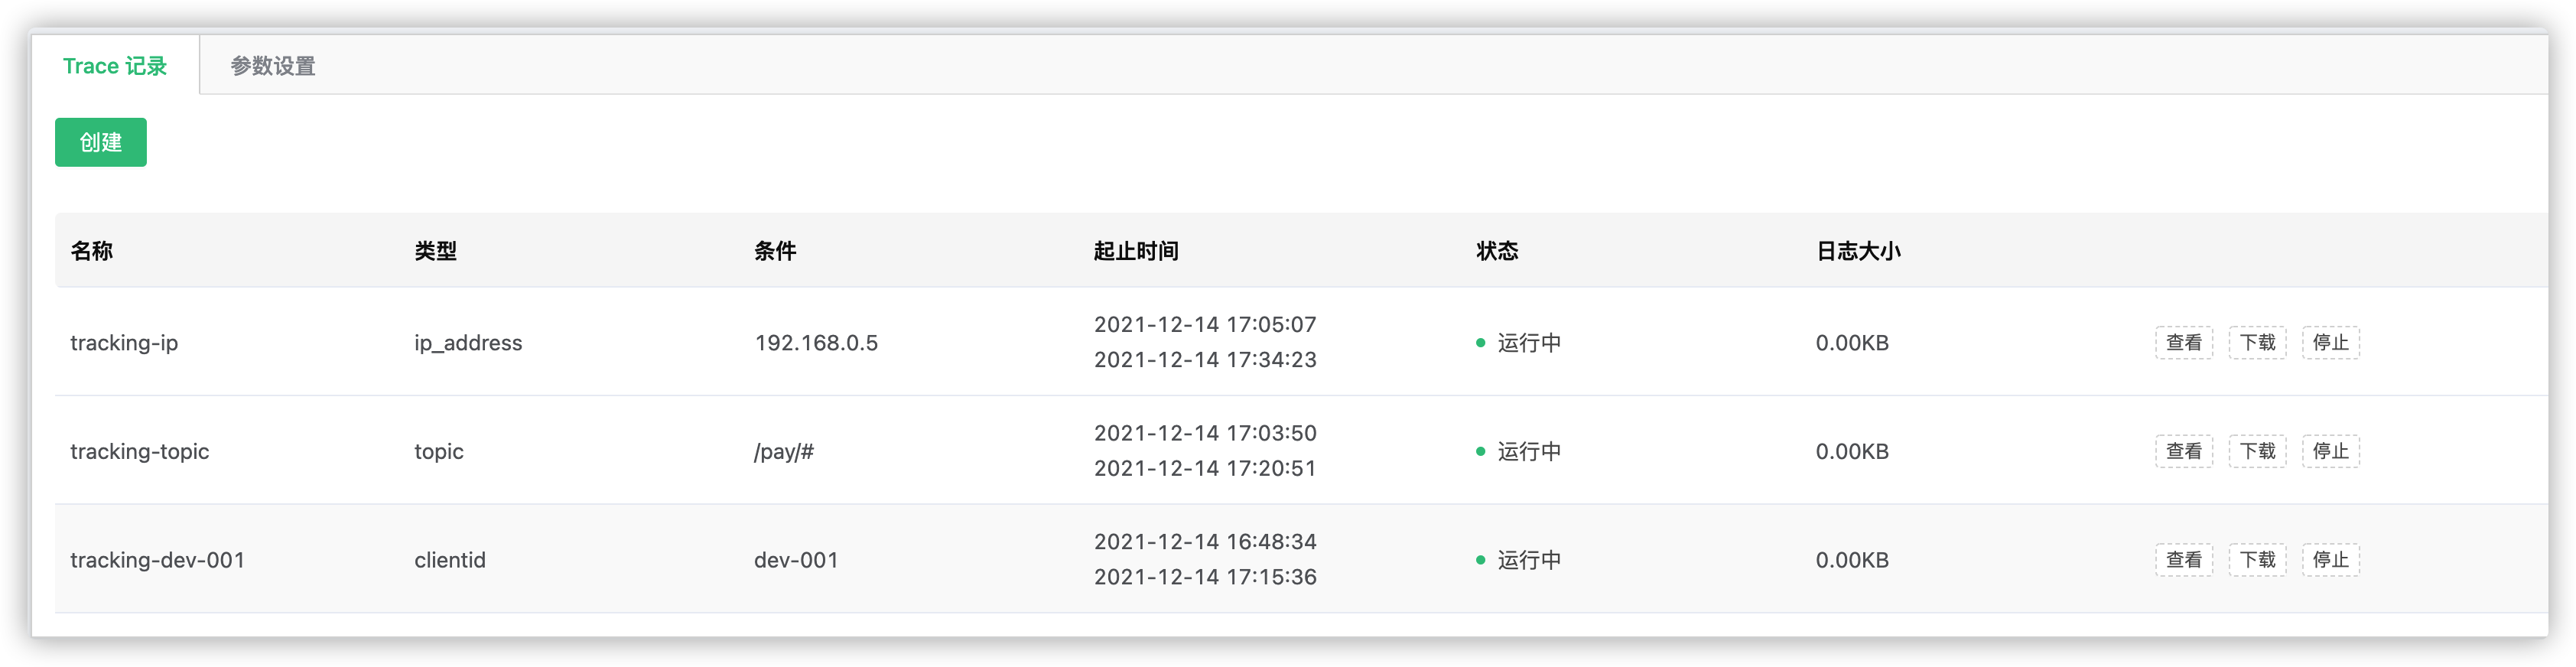 Trace 记录 参数设置
创建
名称 类型 条件 起止时间 状态 日志大小
tracking-ip ip_address 192.168.0.5 2021-12-14 17:05:07 运行中 0.00KB 查看 下载 停止
2021-12-14 17:34:23
tracking-topic topic /pay/# 2021-12-14 17:03:50 运行中 0.00KB 查看 下载 停止
2021-12-14 17:20:51
tracking-dev-001 clientid dev-001 2021-12-14 16:48:34 运行中 0.00KB 查看 下载 停止
2021-12-14 17:15:36